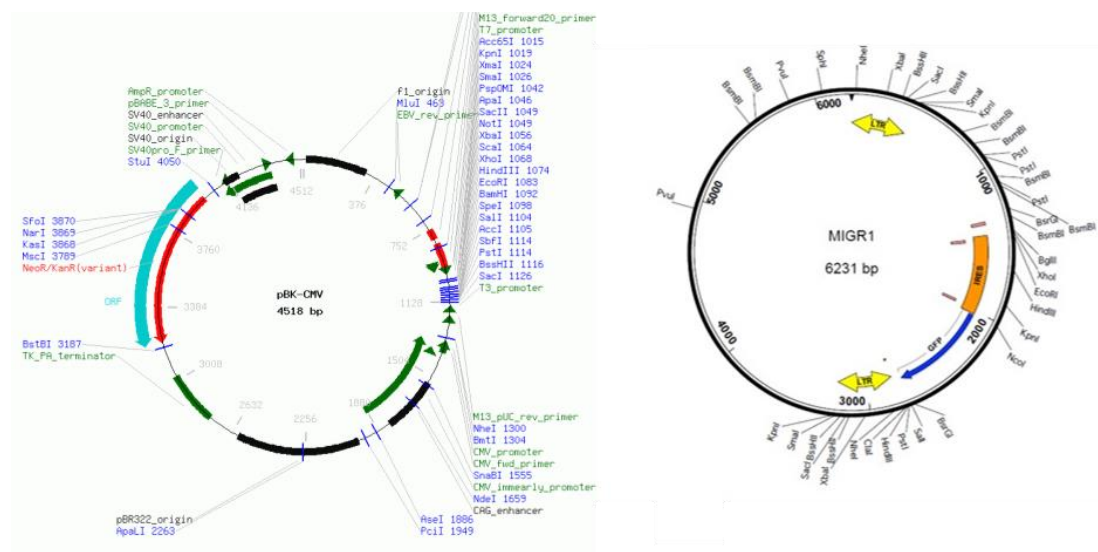 M13_forward20_primer
T7_promoter
Acc65I 1015
KpnI 1019
XmaI 1024
SmaI 1026
PspOMI 1042
ApaI 1046
SacII 1049
NotI 1049
XbaI 1056
ScaI 1064
XhoI 1068
HindIII 1074
EcoRI 1083
BamHI 1092
SpeI 1098
SalI 1104
AccI 1105
SbfI 1114
PstI 1114
BssHII 1116
SacI 1126
T3_promoter
f1_origin
MluI 463
EBV_rev_primer
AmpR_promoter
pBABE_3_primer
SV40_enhancer
SV40_promoter
SV40_origin
SV40pro_F_primer
StuI 4050
4512
376
4136
752
SfoI 3870
NarI 3869
KasI 3868
MscI 3789
NeoR/KanR(variant)
3760
ORF
3384
pBK-CMV
4518 bp
1128
BstBI 3187
TK_PA_terminator
3008
1504
2632
2256
1880
M13_pUC_rev_primer
NheI 1300
BmtI 1304
CMV_promoter
CMV_fwd_primer
SnaBI 1555
CMV_immearly_promoter
NdeI 1659
CAG_enhancer
pBR322_origin
ApaLI 2263
AseI 1886
PciI 1949
BsmBI
BsmBI
PvuI
SphI
NheI
XbaI
BssHII
SacI
BssHII
SmaI
KpnI
BsmBI
BsmBI
PstI
BsmBI
PstI
BsrGI
BsmBI
BsmBI
BglII
XhoI
EcoRI
HindIII
KpnI
NcoI
PvuI
6000
LTR
5000
1000
MIGR1
6231 bp
IRES
4000
2000
GFP
LTR
3000
KpnI
SmaI
SacI
BssHII
XbaI
BssHII
NheI
ClaI
HindIII
PstI
SalI
BsrGI